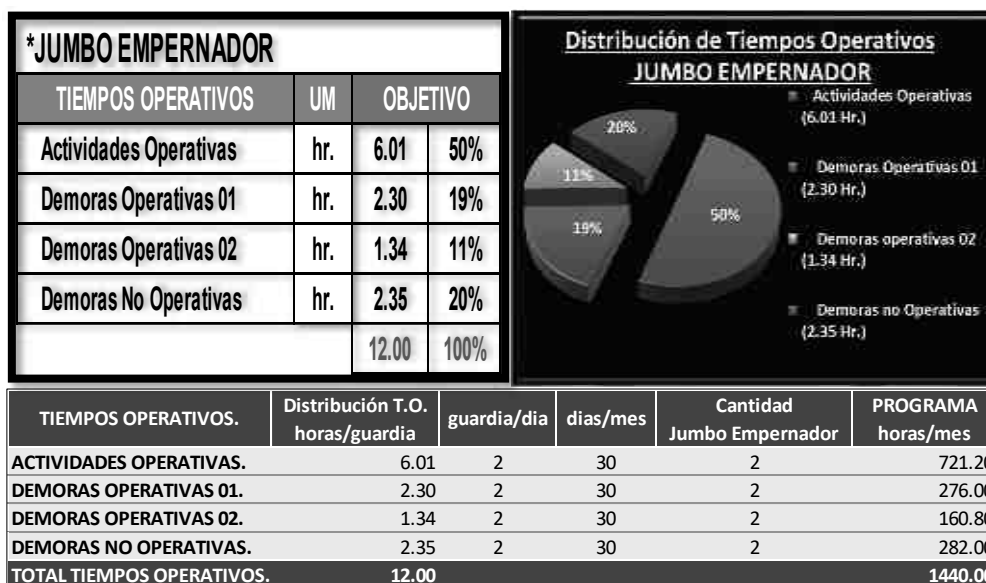 *JUMBO EMPERNADOR
TIEMPOS OPERATIVOS UM OBJETIVO
Actividades Operativas hr. 6.01 50%
Demoras Operativas 01 hr. 2.30 19%
Demoras Operativas 02 hr. 1.34 11%
Demoras No Operativas hr. 2.35 20%
12.00 100%
Distribución de Tiempos Operativos
JUMBO EMPERNADOR
Actividades Operativas
(6.01 Hr.)
Demoras Operativas 01
(2.30 Hr.)
Demoras operativas 02
(1.34 Hr.)
Demoras no Operativas
(2.35 Hr.)
20%
11%
19%
50%
TIEMPOS OPERATIVOS. Distribución T.O. horas/guardia guardia/dia dias/mes Cantidad Jumbo Empernador PROGRAMA horas/mes
ACTIVIDADES OPERATIVAS. 6.01 2 30 2 721.20
DEMORAS OPERATIVAS 01. 2.30 2 30 2 276.00
DEMORAS OPERATIVAS 02. 1.34 2 30 2 160.80
DEMORAS NO OPERATIVAS. 2.35 2 30 2 282.00
TOTAL TIEMPOS OPERATIVOS. 12.00 1440.00